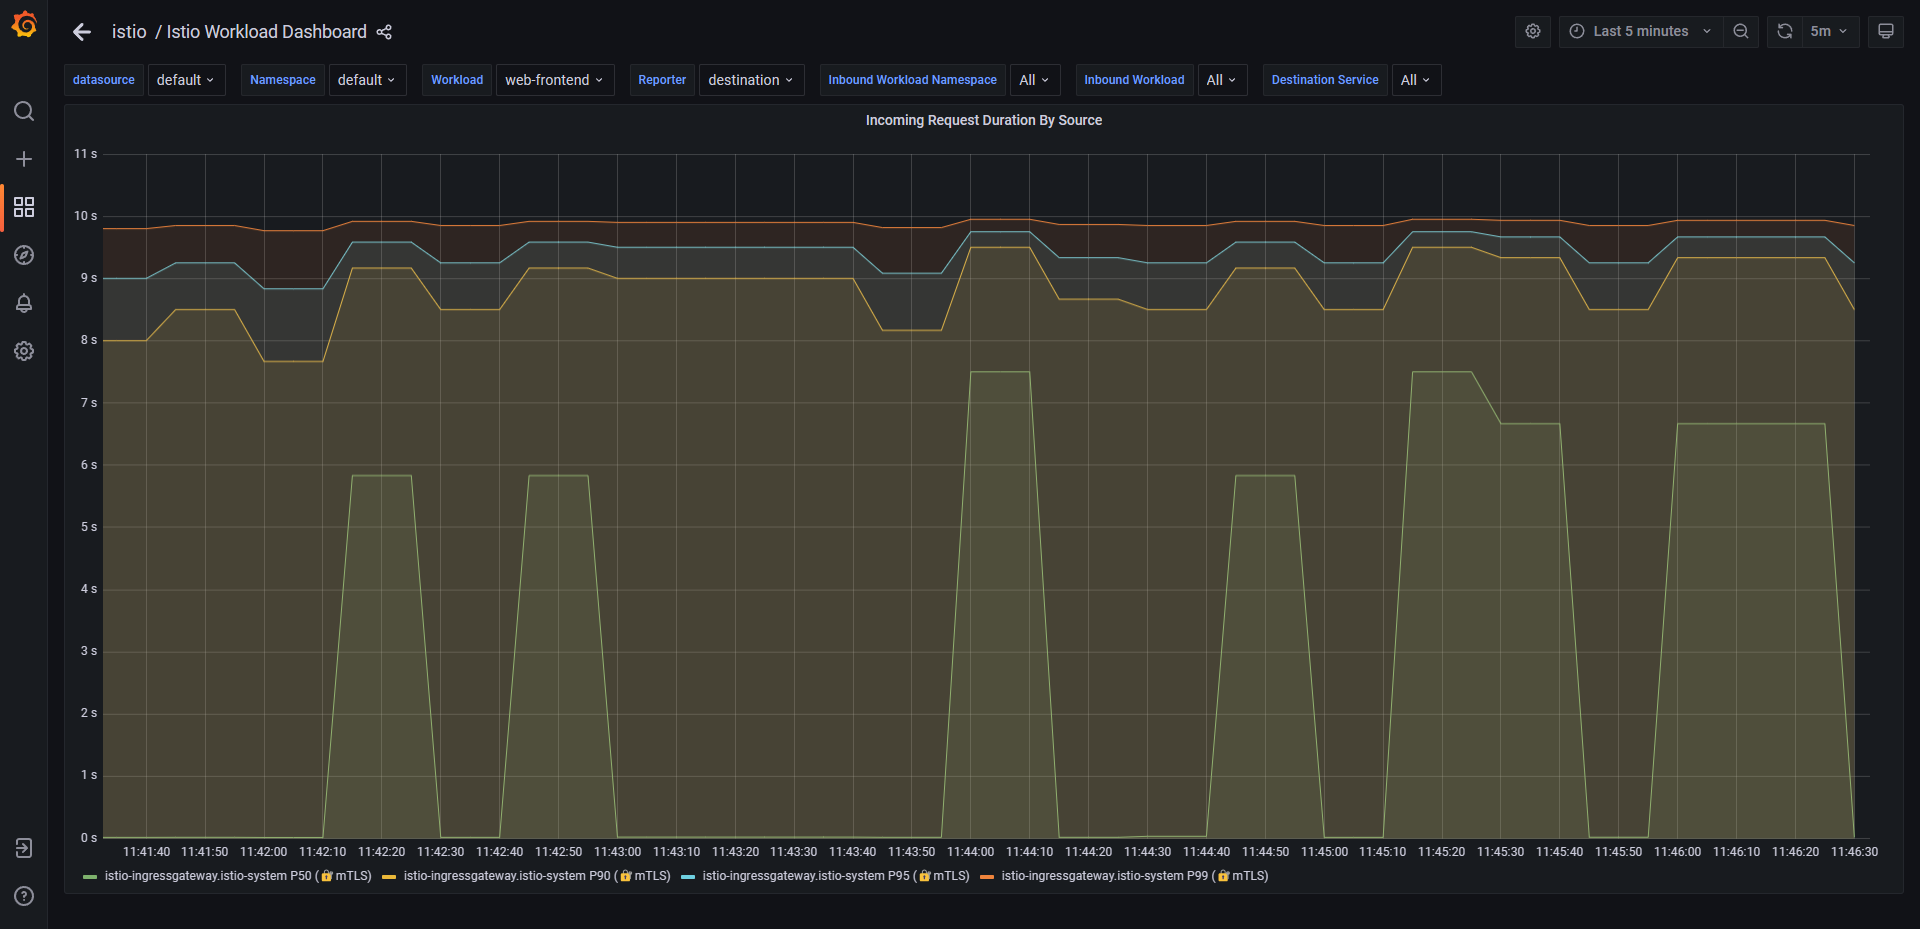 istio / Istio Workload Dashboard
Last 5 minutes
5m
datasource default Namespace default Workload web-frontend Reporter destination Inbound Workload Namespace All Inbound Workload All Destination Service All
Incoming Request Duration By Source
11 s
10 s
9 s
8 s
7 s
6 s
5 s
4 s
3 s
2 s
1 s
0 s
11:41:40 11:41:50 11:42:00 11:42:10 11:42:20 11:42:30 11:42:40 11:42:50 11:43:00 11:43:10 11:43:20 11:43:30 11:43:40 11:43:50 11:44:00 11:44:10 11:44:20 11:44:30 11:44:40 11:44:50 11:45:00 11:45:10 11:45:20 11:45:30 11:45:40 11:45:50 11:46:00 11:46:10 11:46:20 11:46:30
istio-ingressgateway.istio-system P50 (🔐mTLS) istio-ingressgateway.istio-system P90 (🔐mTLS) istio-ingressgateway.istio-system P95 (🔐mTLS) istio-ingressgateway.istio-system P99 (🔐mTLS)